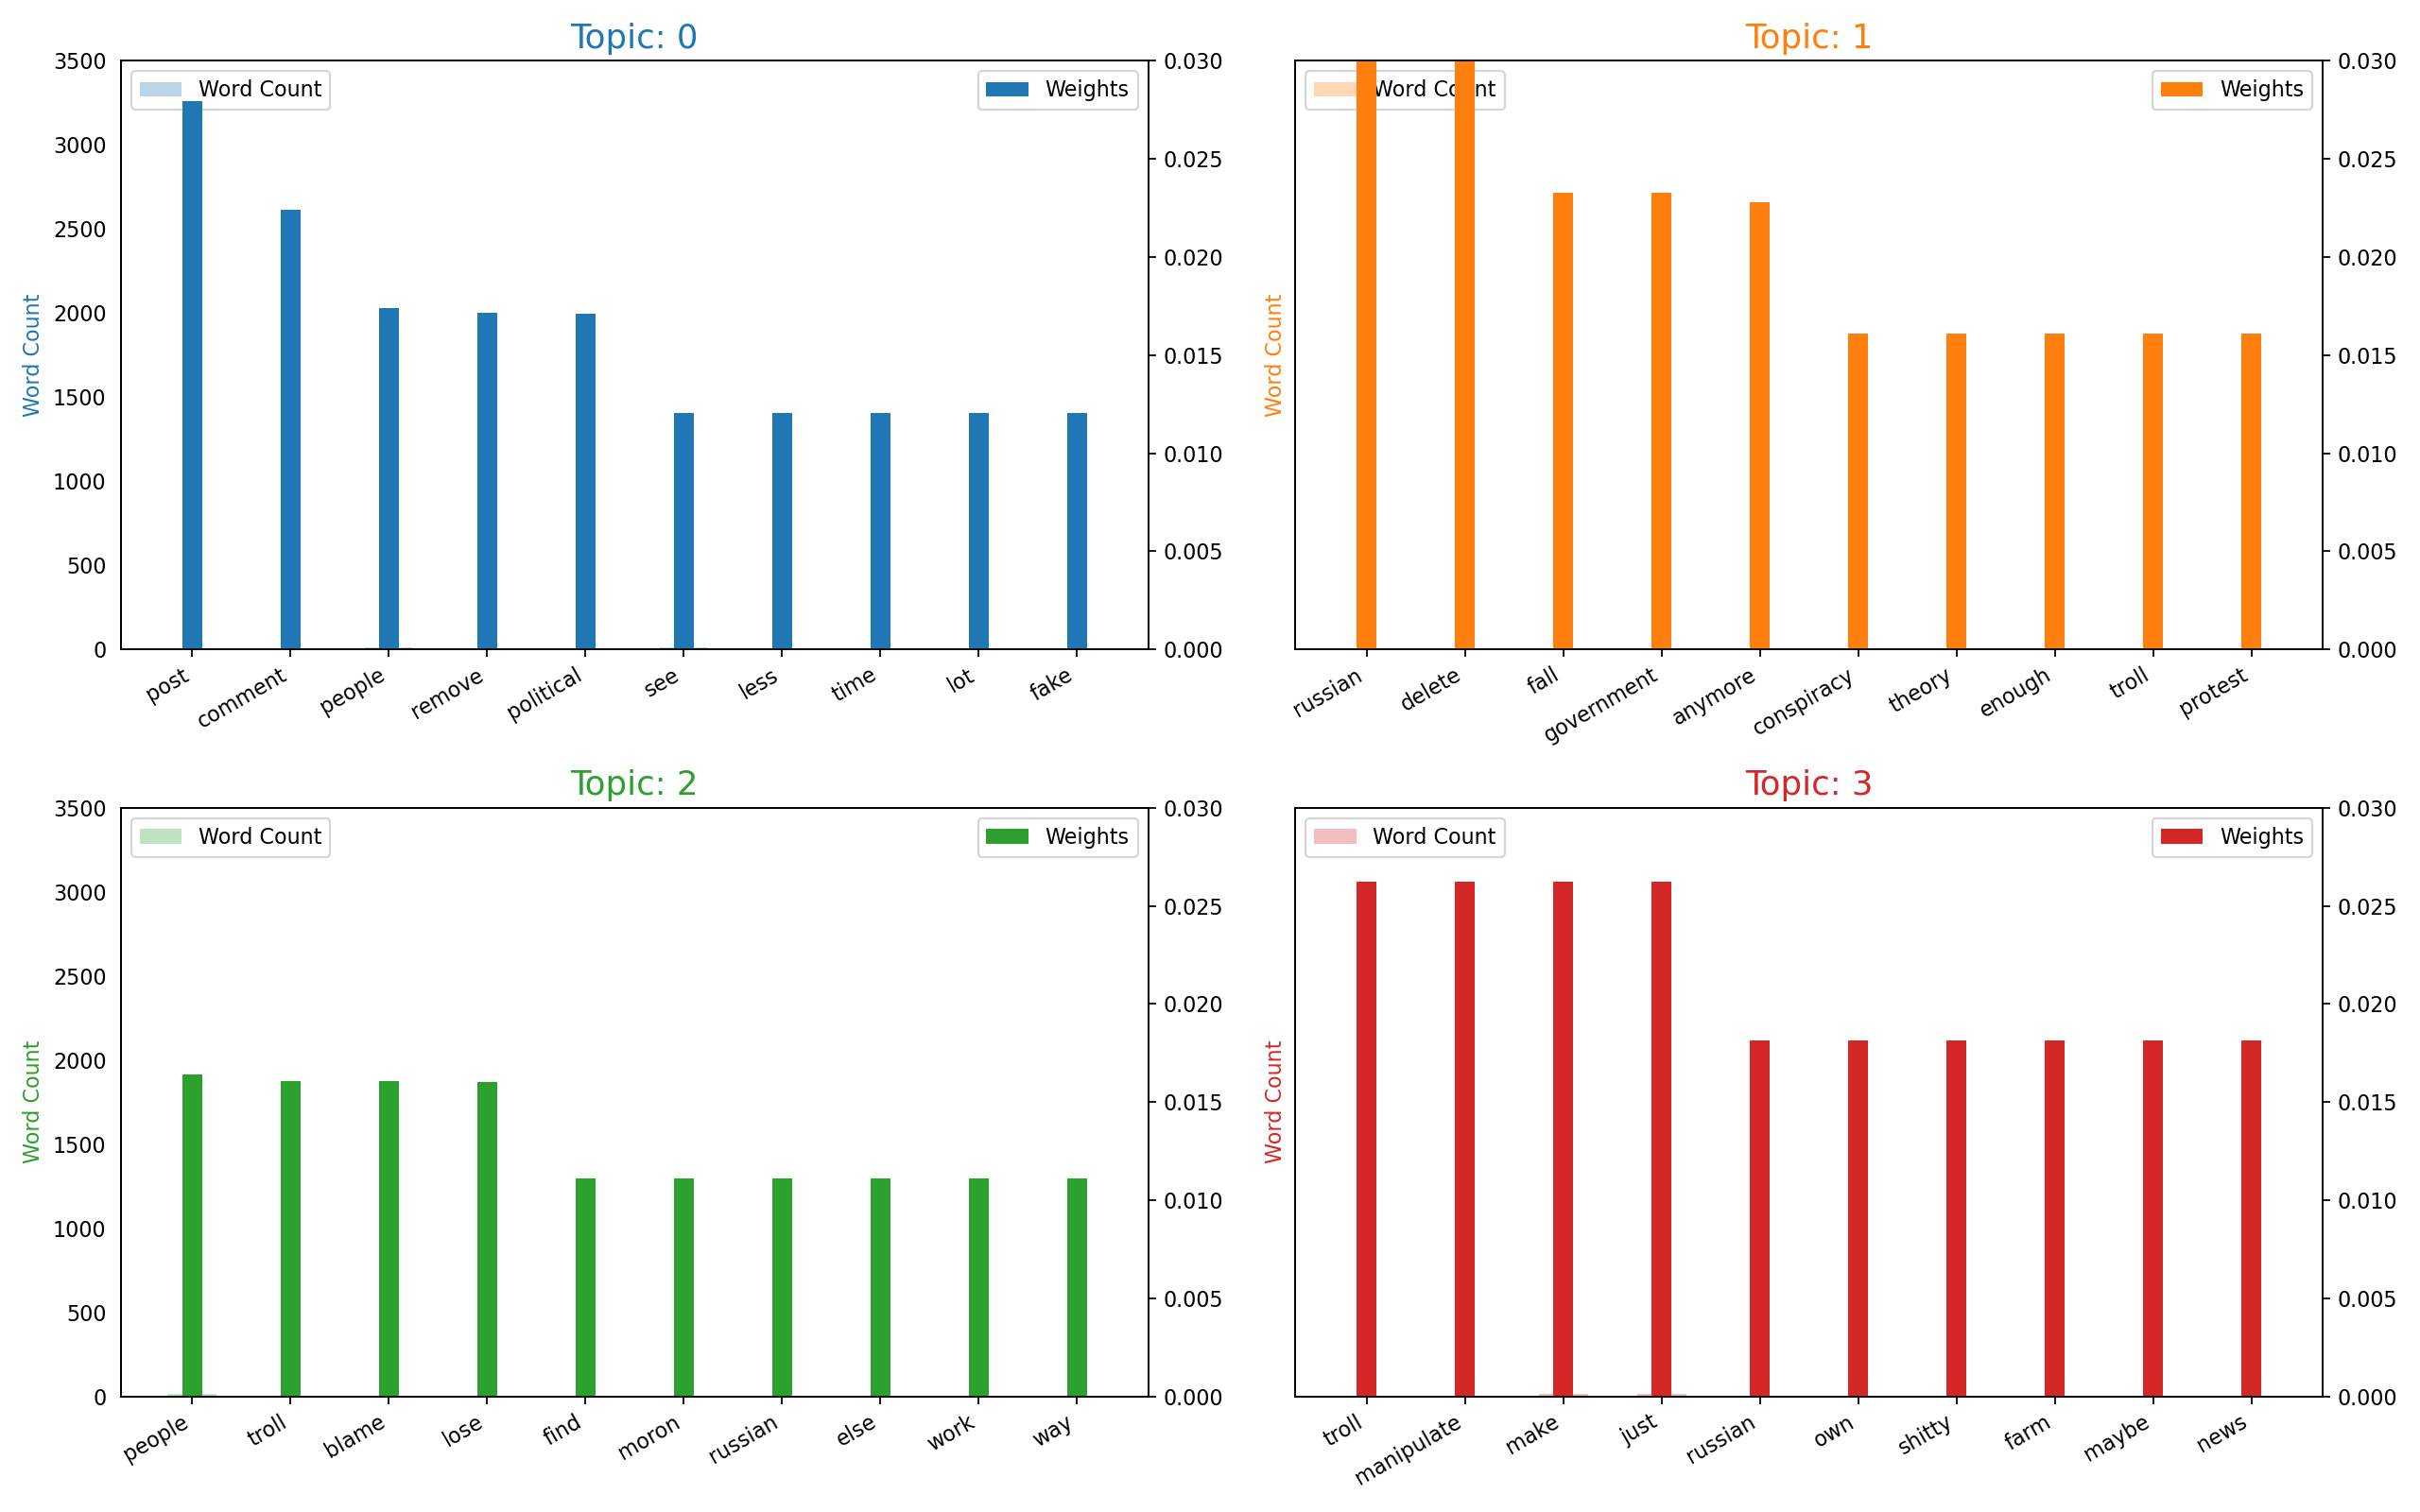 Topic: 0
Word Count
Weights
3500
3000
2500
2000
1500
1000
500
0
Word Count
0.030
0.025
0.020
0.015
0.010
0.005
0.000
post comment people remove political see less time lot fake
Topic: 1
Word Count
Weights
Word Count
0.030
0.025
0.020
0.015
0.010
0.005
0.000
russian delete fall government anymore conspiracy theory enough troll protest
Topic: 2
Word Count
Weights
3500
3000
2500
2000
1500
1000
500
0
Word Count
0.030
0.025
0.020
0.015
0.010
0.005
0.000
people troll blame lose find moron russian else work way
Topic: 3
Word Count
Weights
Word Count
0.030
0.025
0.020
0.015
0.010
0.005
0.000
troll manipulate make just russian own shitty farm maybe news